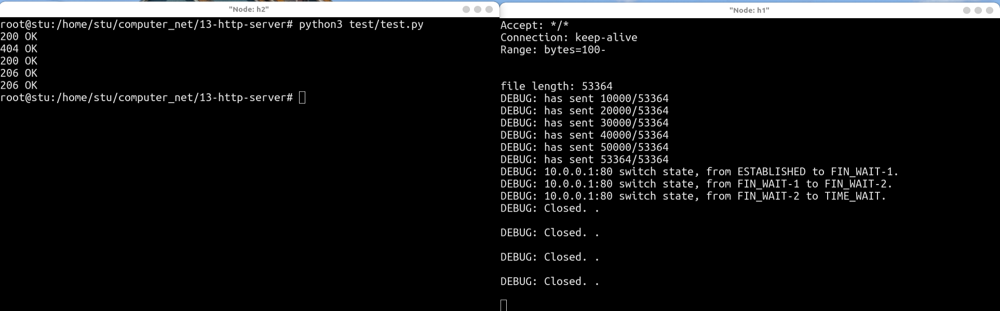 "Node: h2"
root@stu:/home/stu/computer_net/13-http-server# python3 test/test.py
200 OK
404 OK
200 OK
206 OK
206 OK
root@stu:/home/stu/computer_net/13-http-server#
"Node: h1"
Accept: */*
Connection: keep-alive
Range: bytes=100-
file length: 53364
DEBUG: has sent 10000/53364
DEBUG: has sent 20000/53364
DEBUG: has sent 30000/53364
DEBUG: has sent 40000/53364
DEBUG: has sent 50000/53364
DEBUG: has sent 53364/53364
DEBUG: 10.0.0.1:80 switch state, from ESTABLISHED to FIN_WAIT-1.
DEBUG: 10.0.0.1:80 switch state, from FIN_WAIT-1 to FIN_WAIT-2.
DEBUG: 10.0.0.1:80 switch state, from FIN_WAIT-2 to TIME_WAIT.
DEBUG: Closed. .
DEBUG: Closed. .
DEBUG: Closed. .
DEBUG: Closed. .